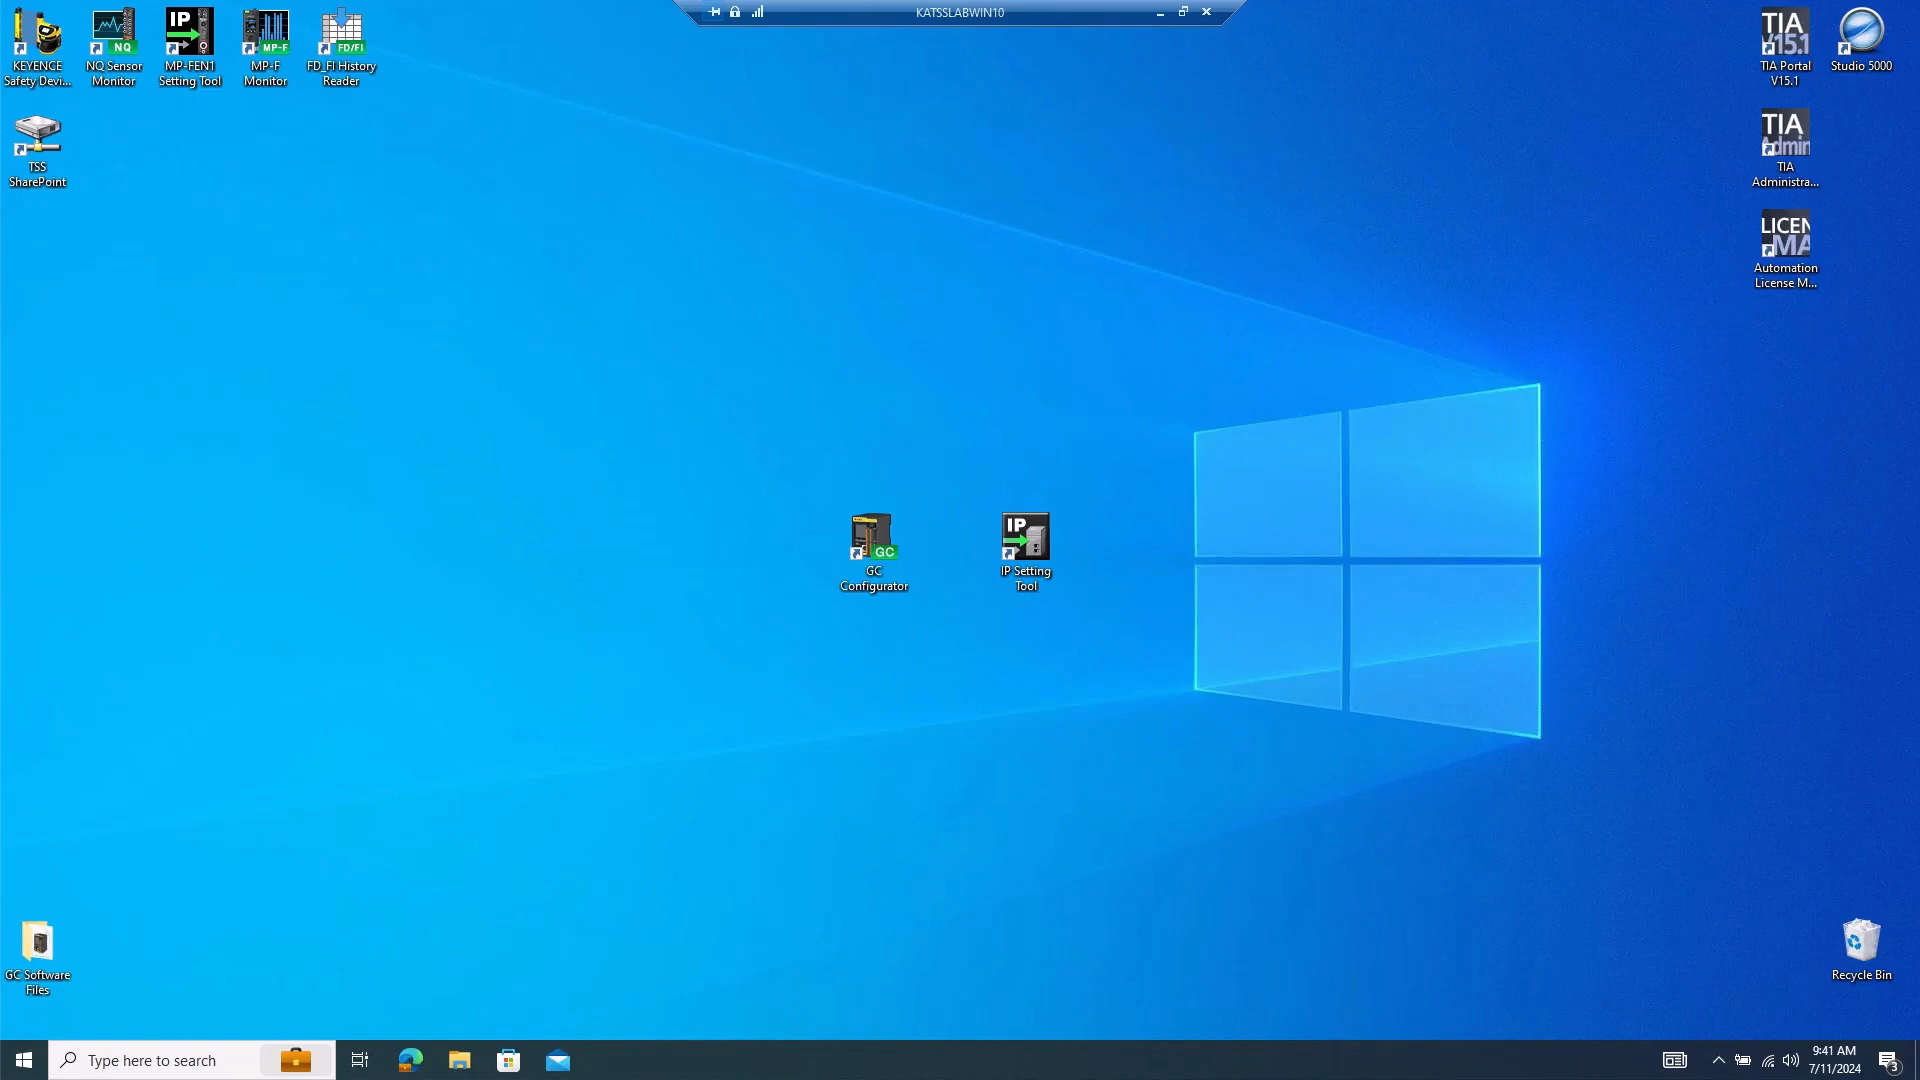 KATSSLABWIN10
KEYENCE
Safety Devi...
NQ
NQ Sensor
Monitor
IP
MP-FEN1
Setting Tool
MP-F
MP-F
Monitor
FD/FI
FD_FI History
Reader
TSS
SharePoint
TIA
V15.1
TIA Portal
V15.1
Studio 5000
TIA
Admin
TIA
Administra...
LICEN
MA
Automation
License M...
GC
GC
Configurator
IP
IP Setting
Tool
GC Software
Files
Recycle Bin
Type here to search
9:41 AM
7/11/2024
3